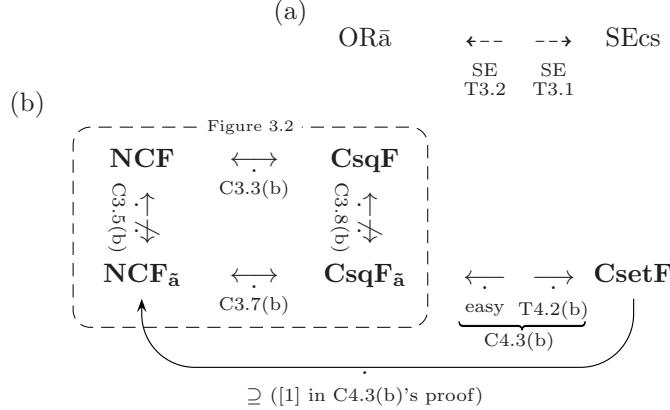 (a)
ORā SEcs
SE SE
T3.2 T3.1
(b)
Figure 3.2
NCF CsqF
C3.3(b)
C3.5(b) C3.8(b)
NCFã CsqFã CsetF
C3.7(b) easy T4.2(b)
C4.3(b)
⊇ ([1] in C4.3(b)'s proof)